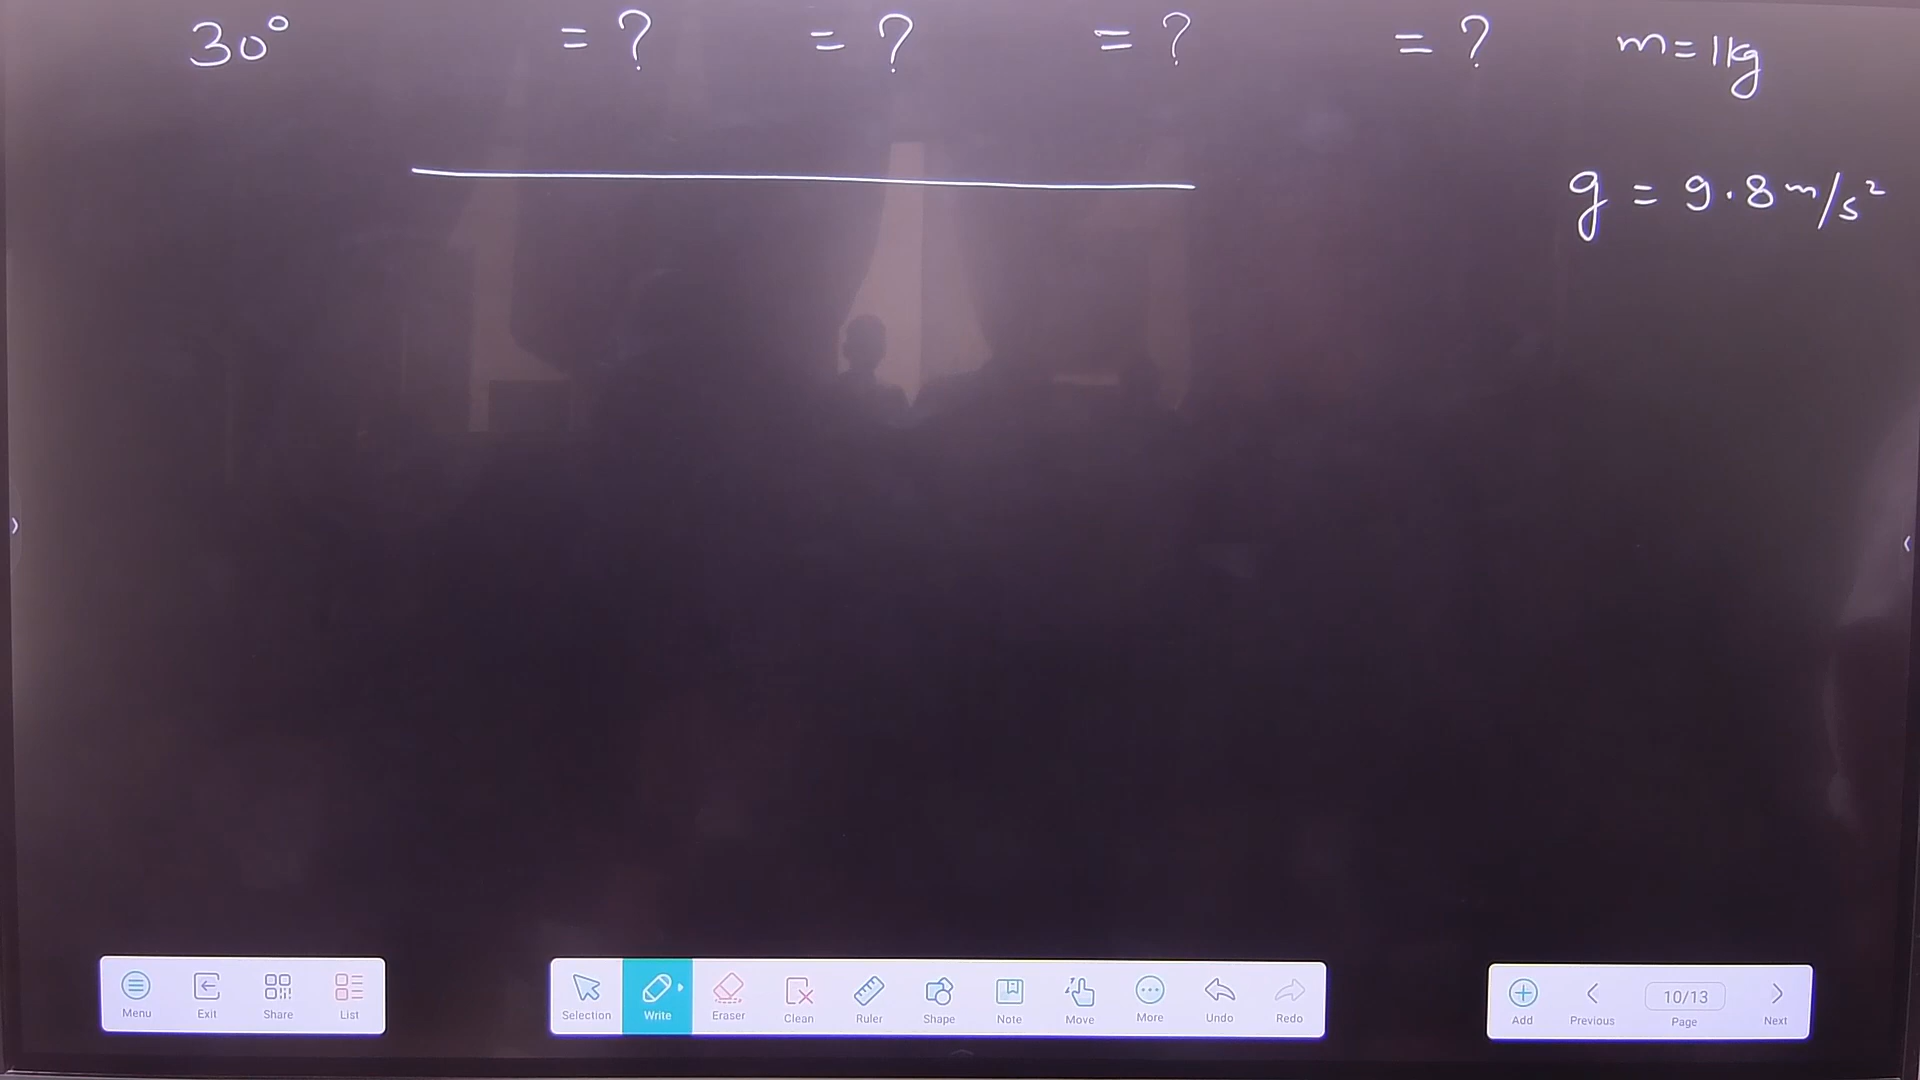 30° = ? = ? = ? = ? m = 1kg
g = 9.8 m/s²
Menu Exit Share List
Selection Write Eraser Clean Ruler Shape Note Move More Undo Redo
Add Previous 10/13 Page Next